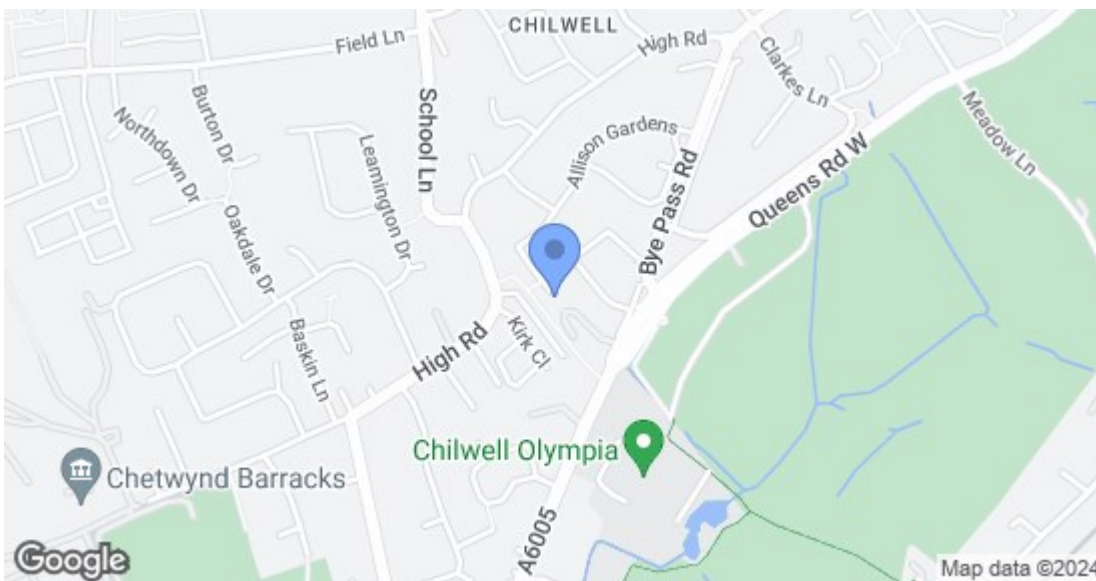 CHILWELL
Field Ln
High Rd
Clarkes Ln
School Ln
Burton Dr
Northdown Dr
Leamington Dr
Allison Gardens
Meadow Ln
Queens Rd W
Bye Pass Rd
Oakdale Dr
Baskin Ln
High Rd
Kirk Cl
Chilwell Olympia
Chetwynd Barracks
A6005
Google
Map data ©2024